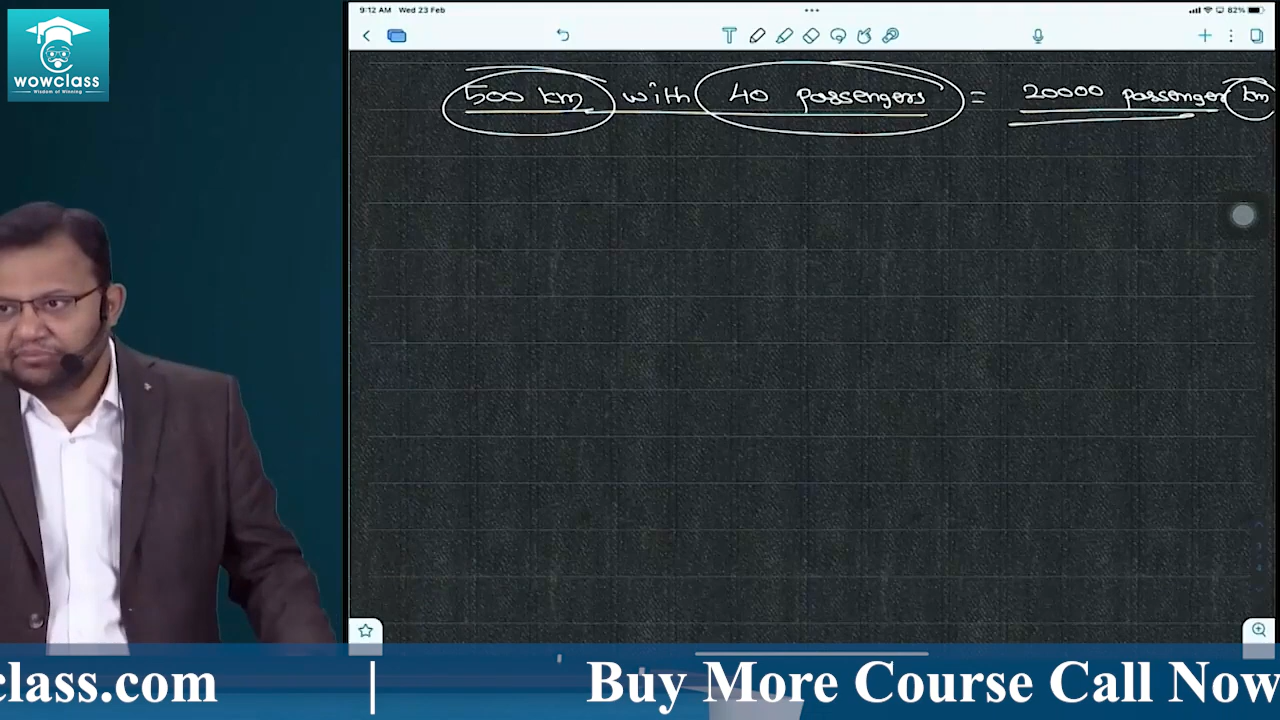 9:12 AM Wed 23 Feb
82%
wowclass
Wisdom of Winning
500 km with 40 passengers = 20000 passenger km
class.com | Buy More Course Call Now